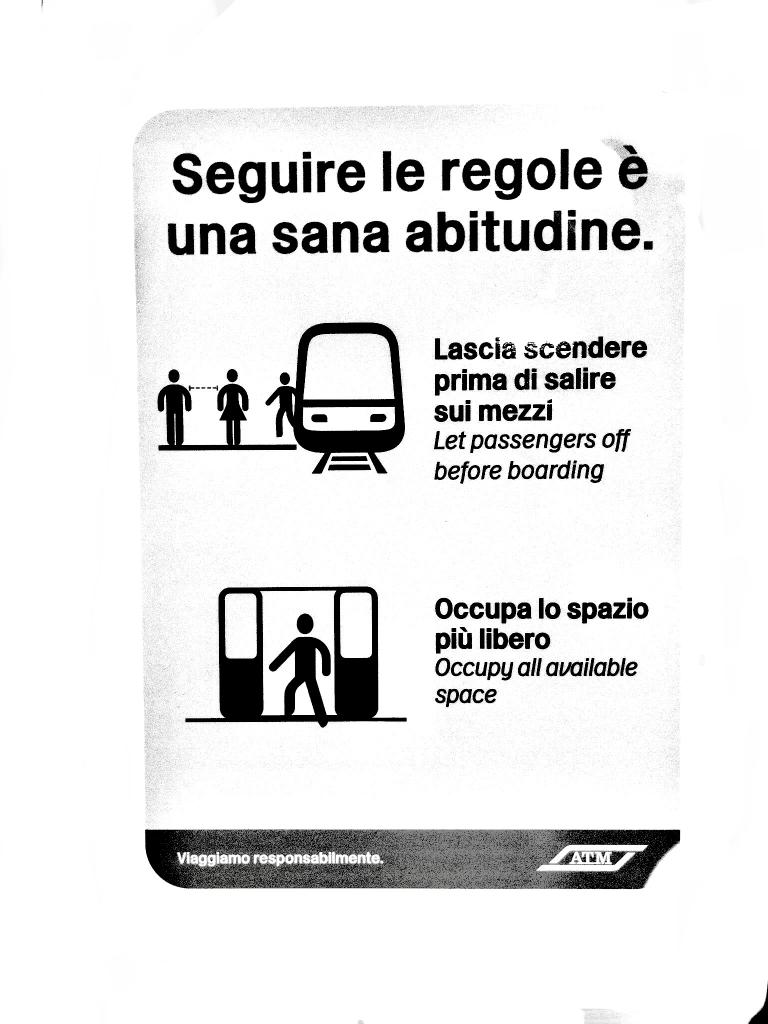 Seguire le regole è
una sana abitudine.
Lascia scendere
prima di salire
sui mezzi
Let passengers off
before boarding
Occupa lo spazio
più libero
Occupy all available
space
Viaggiamo responsabilmente.
ATM